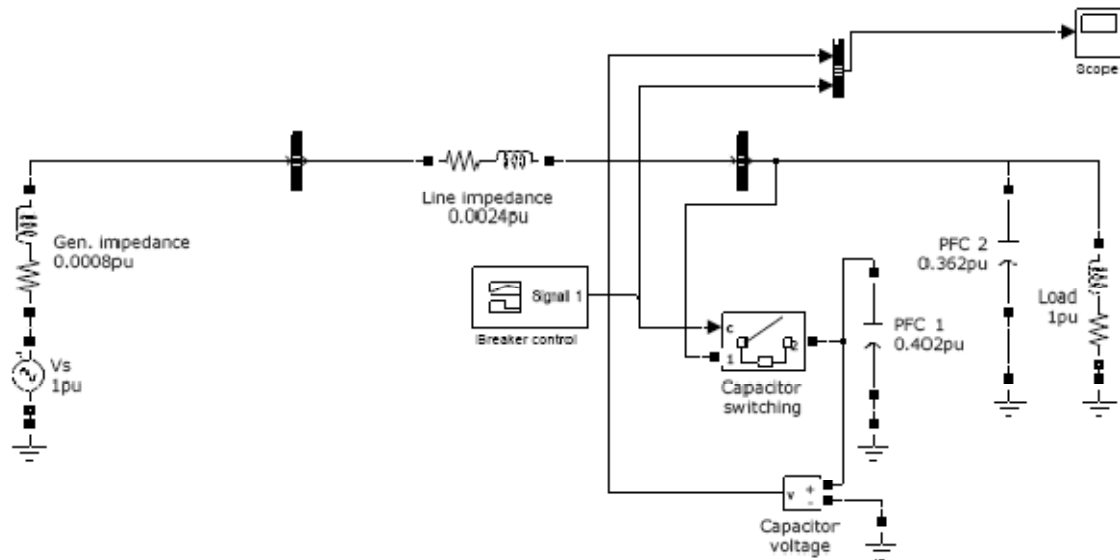 Scope
Line impedance
0.0024pu
Gen. impedance
0.0008pu
PFC 2
0.362pu
Signal 1
Load
1pu
c
PFC 1
0.402pu
Breaker control
1
2
Vs
1pu
Capacitor
switching
v
+
-
Capacitor
voltage